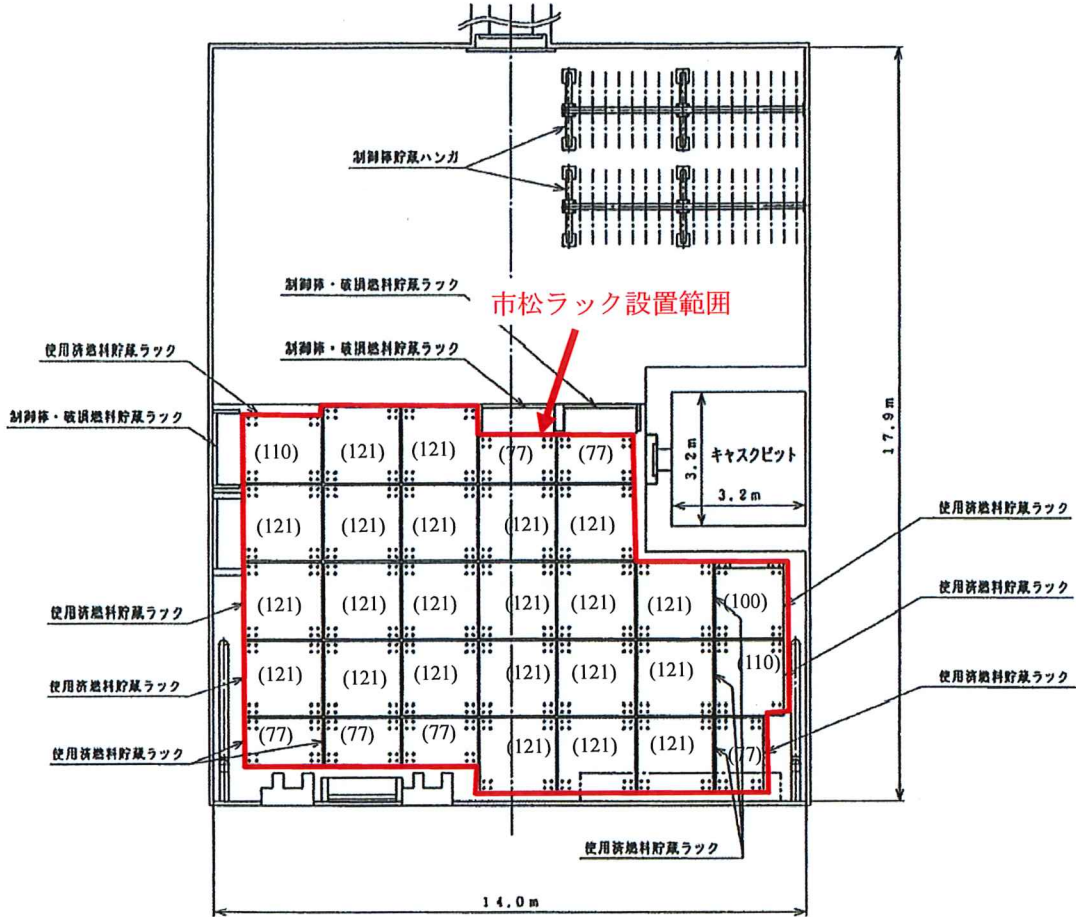 制御棒貯蔵ハンガ
制御棒・破損燃料貯蔵ラック
市松ラック設置範囲
制御棒・破損燃料貯蔵ラック
使用済燃料貯蔵ラック
制御棒・破損燃料貯蔵ラック
17.9m
(110) (121) (121) (77) (77)
3.2m
キャスクピット
3.2m
(121) (121) (121) (121) (121)
使用済燃料貯蔵ラック
使用済燃料貯蔵ラック
(121) (121) (121) (121) (121) (121) (100)
使用済燃料貯蔵ラック
使用済燃料貯蔵ラック
(121) (121) (121) (121) (121) (121) (110)
使用済燃料貯蔵ラック
使用済燃料貯蔵ラック
(77) (77) (77) (121) (121) (121) (77)
使用済燃料貯蔵ラック
14.0m